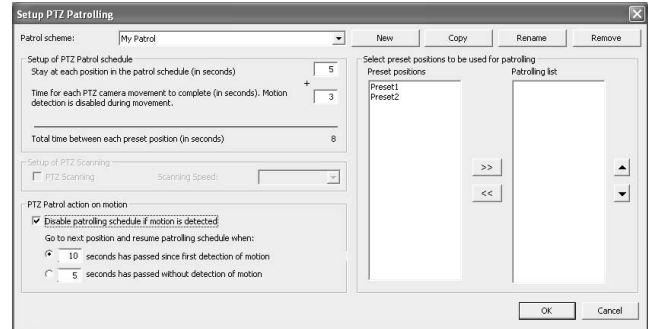 Setup PTZ Patrolling
Patrol scheme:
My Patrol
New
Copy
Rename
Remove
Setup of PTZ Patrol schedule
Stay at each position in the patrol schedule (in seconds)
5
+
Time for each PTZ camera movement to complete (in seconds). Motion
detection is disabled during movement.
3
Total time between each preset position (in seconds)
8
Setup of PTZ Scanning
PTZ Scanning
Scanning Speed:
PTZ Patrol action on motion
Disable patrolling schedule if motion is detected
Go to next position and resume patrolling schedule when:
10 seconds has passed since first detection of motion
5 seconds has passed without detection of motion
Select preset positions to be used for patrolling
Preset positions
Patrolling list
Preset1
Preset2
>>
<<
OK
Cancel